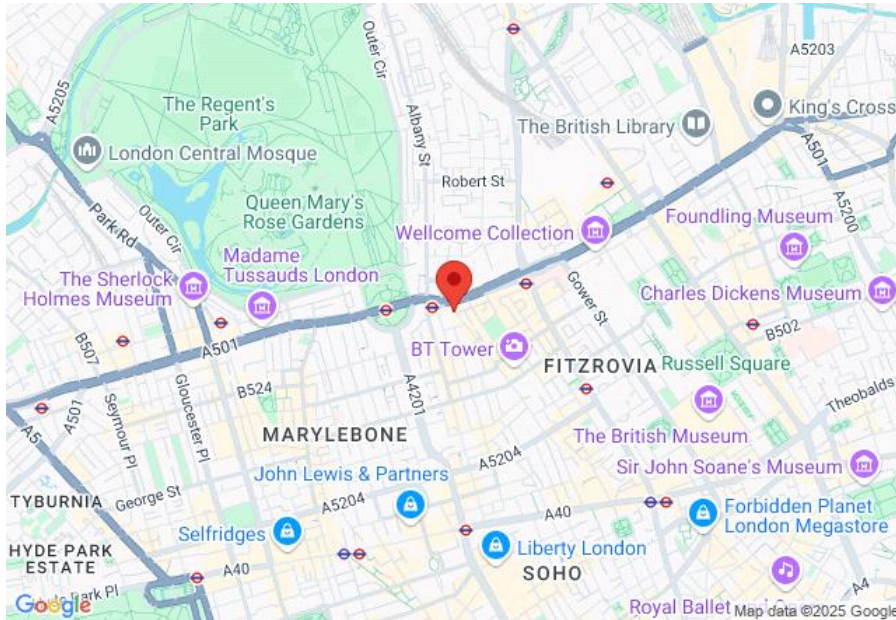 A5203
Outer Cir
A5205
The Regent's
Park
King's Cross
The British Library
Albany St
London Central Mosque
A501
Robert St
Queen Mary's
Rose Gardens
Outer Cir
Park Rd
Wellcome Collection
Foundling Museum
A5200
Madame
Tussauds London
The Sherlock
Holmes Museum
Gower St
Charles Dickens Museum
B507
A501
BT Tower
B502
FITZROVIA
Russell Square
B524
A4201
Gloucester Pl
Seymour Pl
A501
A5
Theobalds
MARYLEBONE
The British Museum
A5204
Sir John Soane's Museum
John Lewis & Partners
George St
A5204
TYBURNIA
A40
Forbidden Planet
London Megastore
Selfridges
Liberty London
HYDE PARK
ESTATE
A40
SOHO
A4
Park Pl
Google
Royal Ballet and
Map data ©2025 Google